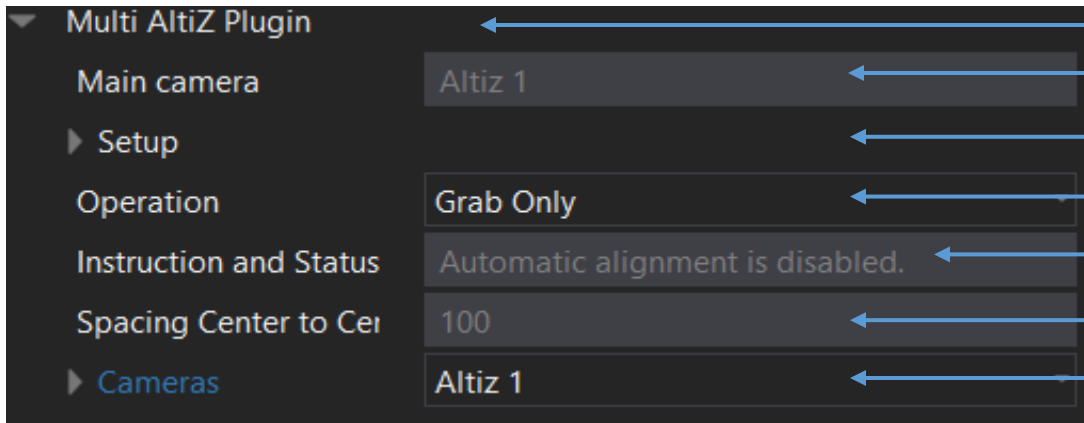 Multi AltiZ Plugin
Main camera Altiz 1
Setup
Operation Grab Only
Instruction and Status Automatic alignment is disabled.
Spacing Center to Cer 100
Cameras Altiz 1